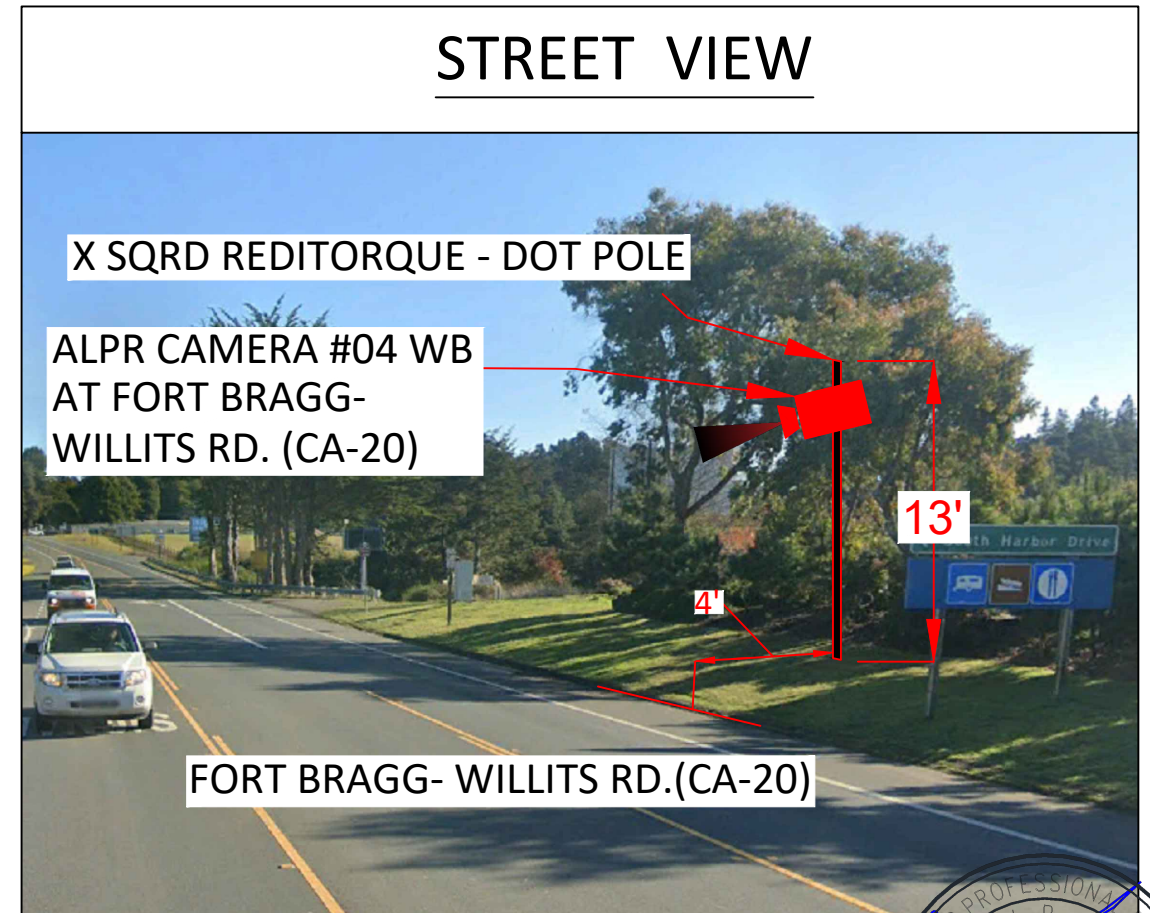 STREET VIEW
X SQRD REDITORQUE - DOT POLE
ALPR CAMERA #04 WB
AT FORT BRAGG-
WILLITS RD. (CA-20)
13'
Harbor Drive
4'
FORT BRAGG- WILLITS RD.(CA-20)
PROFESSIONA